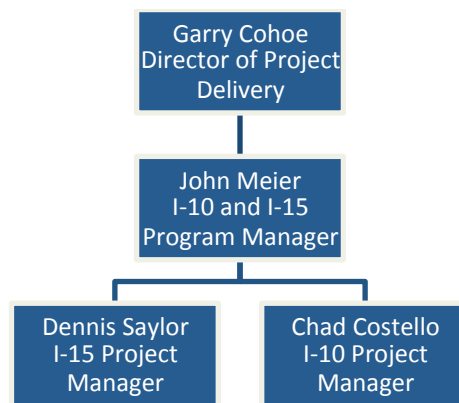 Garry Cohoe
Director of Project
Delivery
John Meier
I-10 and I-15
Program Manager
Dennis Saylor
I-15 Project
Manager
Chad Costello
I-10 Project
Manager